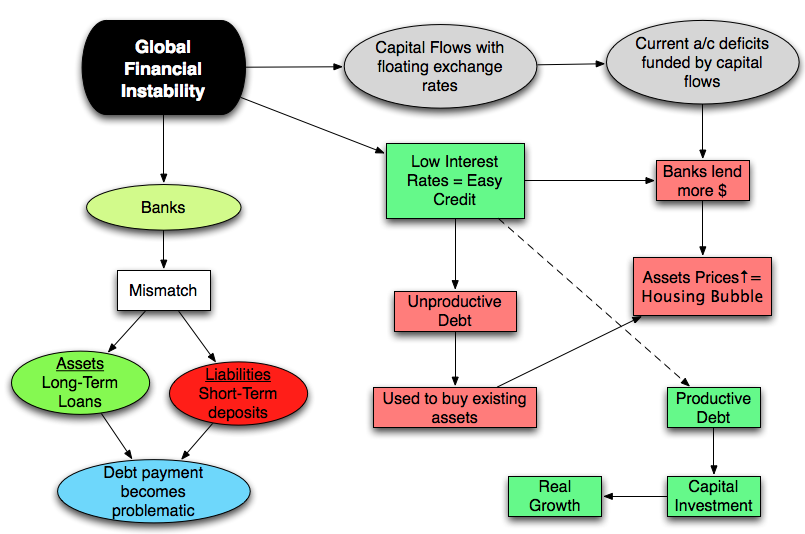 Global
Financial
Instability
Capital Flows with
floating exchange
rates
Current a/c deficits
funded by capital
flows
Low Interest
Rates = Easy
Credit
Banks lend
more $
Banks
Mismatch
Unproductive
Debt
Assets Prices↑=
Housing Bubble
Assets
Long-Term
Loans
Liabilities
Short-Term
deposits
Used to buy existing
assets
Productive
Debt
Debt payment
becomes
problematic
Real
Growth
Capital
Investment